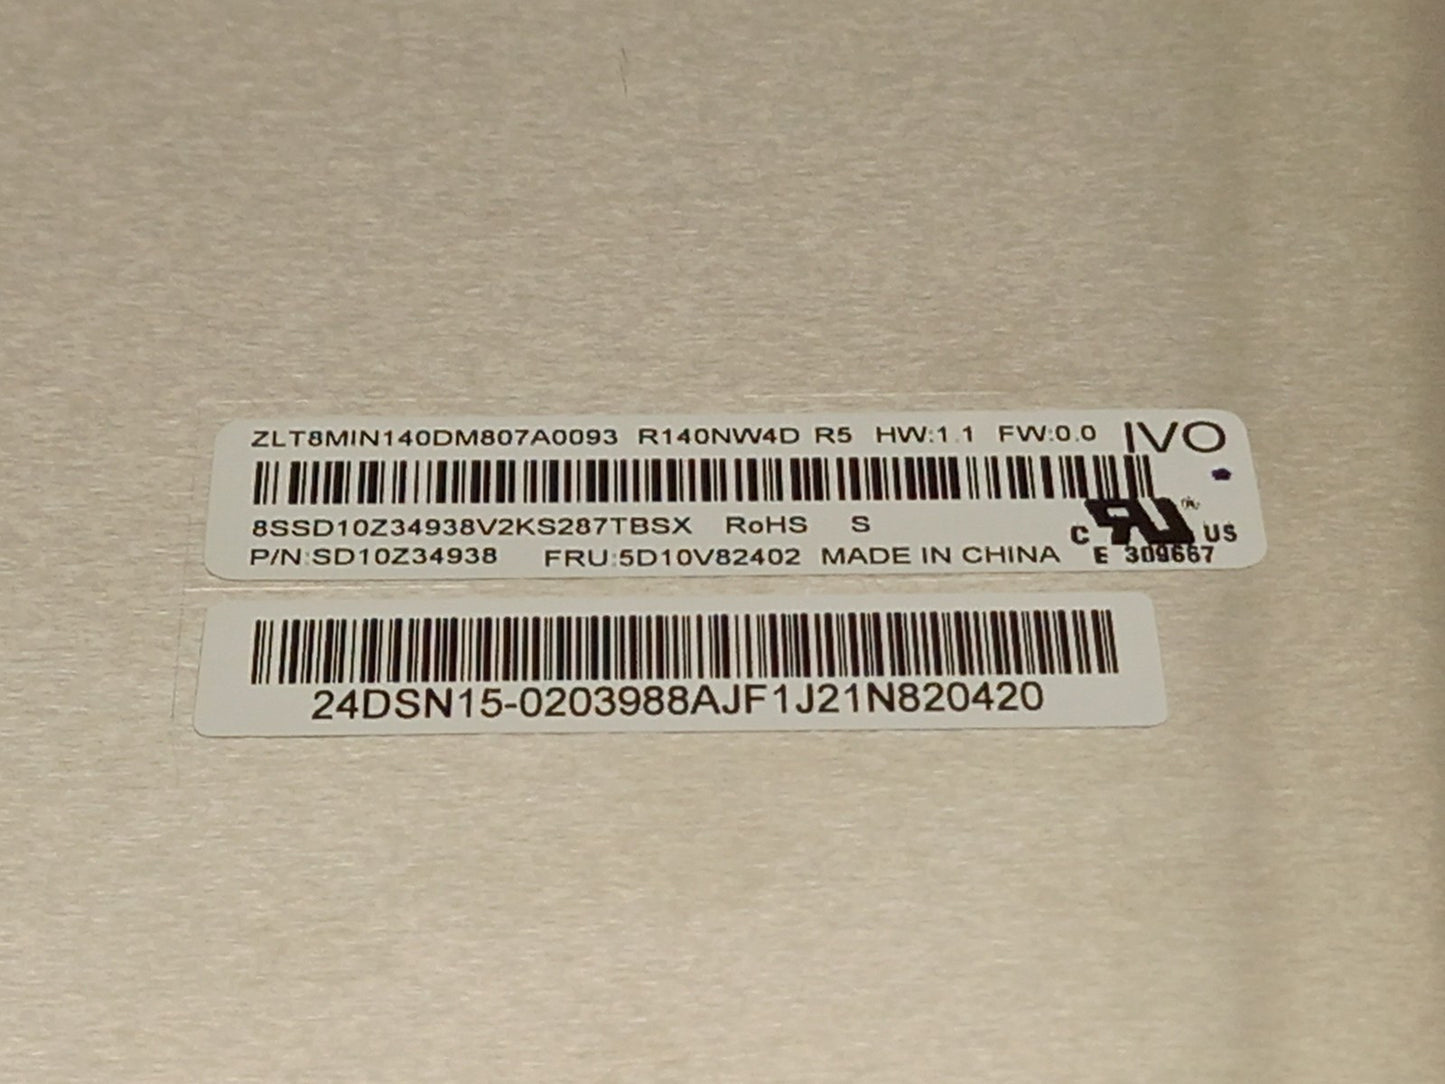 ZLT8MIN140DM807A0093 R140NW4D R5 HW:1.1 FW:0.0 IVO
8SSD10Z34938V2KS287TBSX RoHS S
P/N:SD10Z34938 FRU:5D10V82402 MADE IN CHINA
C US
E 309667
24DSN15-0203988AJF1J21N820420